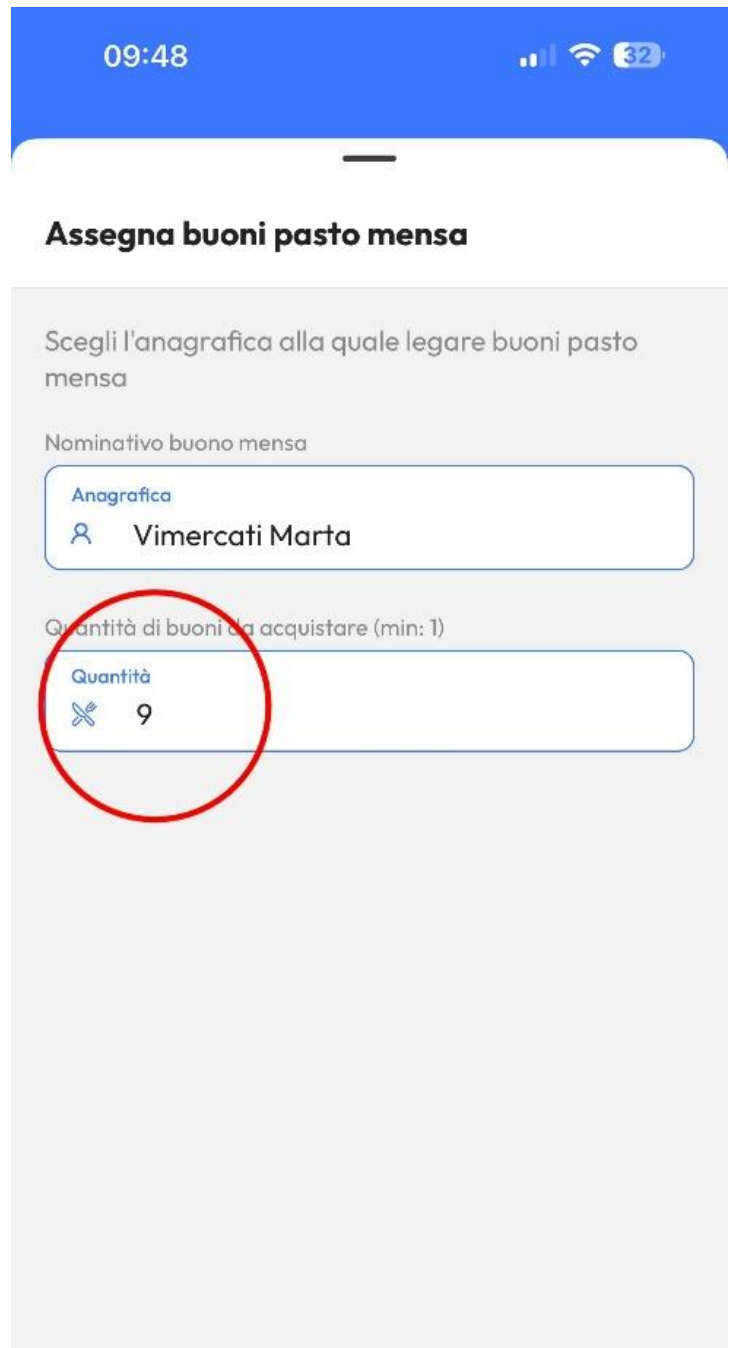 09:48
32
Assegna buoni pasto mensa
Scegli l'anagrafica alla quale legare buoni pasto
mensa
Nominativo buono mensa
Anagrafica
Vimercati Marta
Quantità di buoni da acquistare (min: 1)
Quantità
9